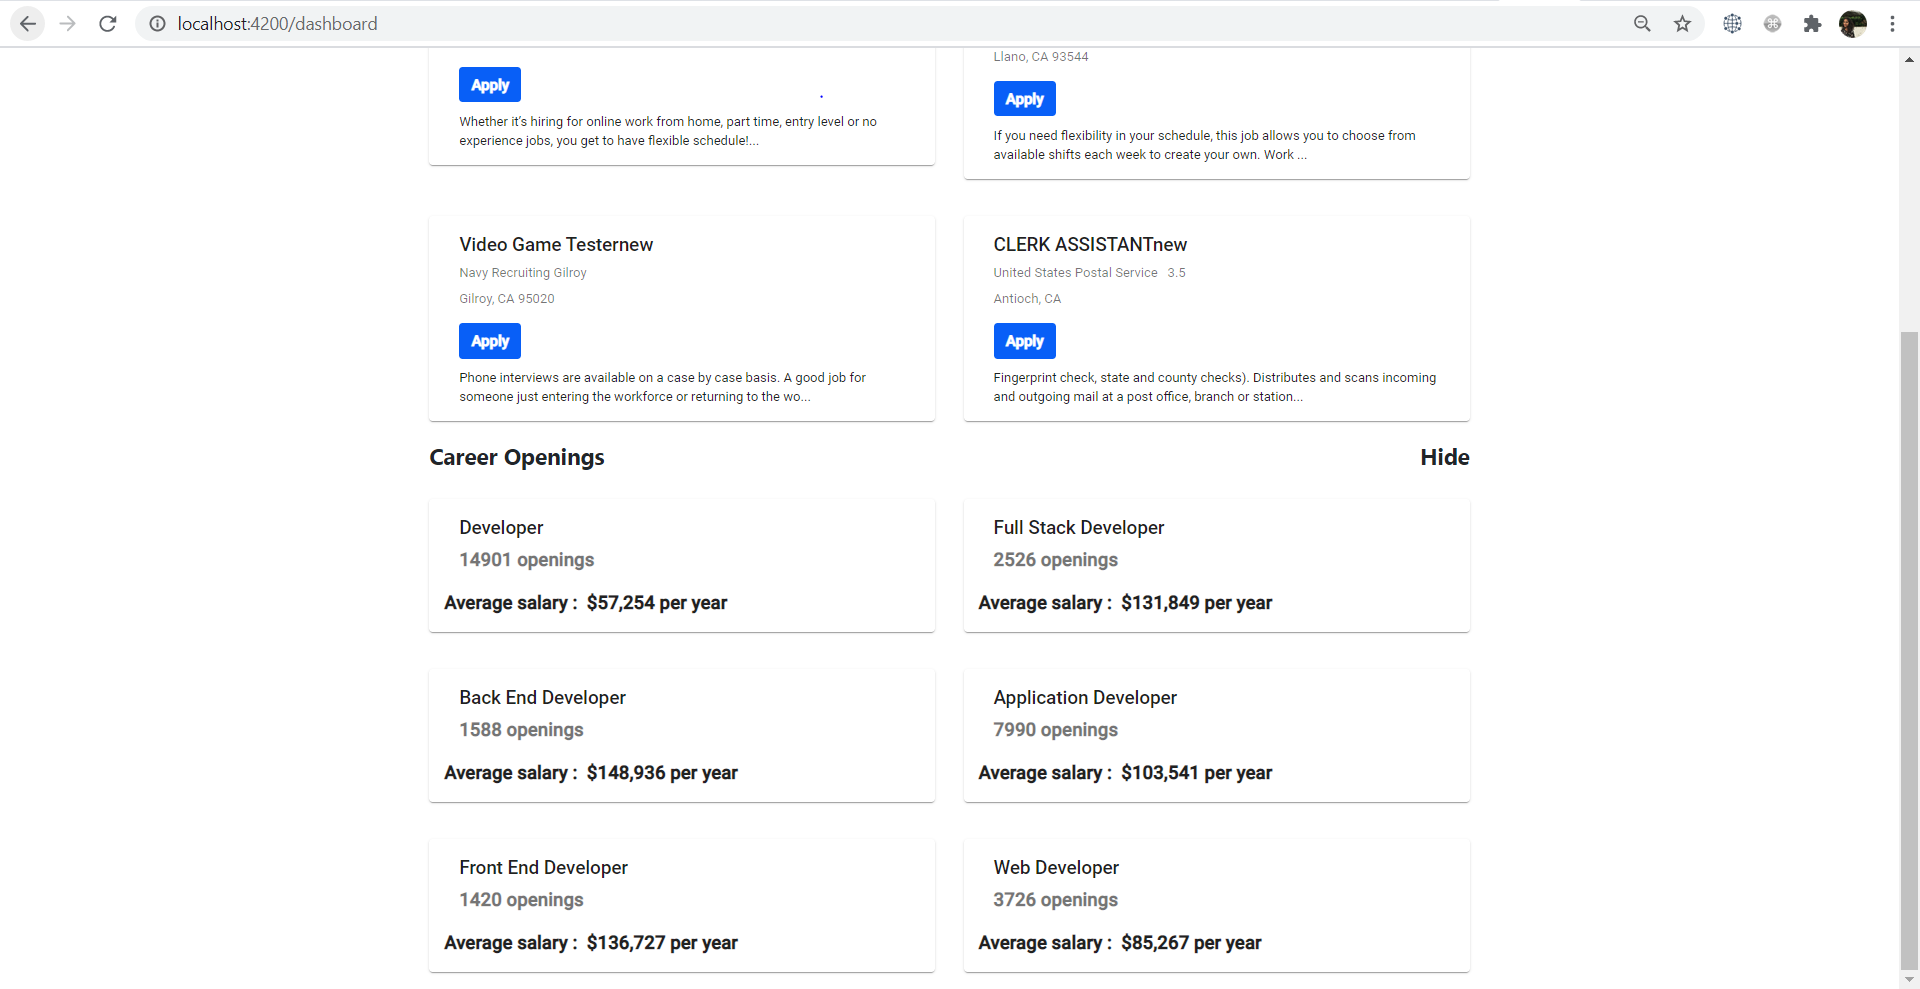 localhost:4200/dashboard
Apply
Whether it's hiring for online work from home, part time, entry level or no
experience jobs, you get to have flexible schedule!...
Llano, CA 93544
Apply
If you need flexibility in your schedule, this job allows you to choose from
available shifts each week to create your own. Work ...
Video Game Testernew
Navy Recruiting Gilroy
Gilroy, CA 95020
Apply
Phone interviews are available on a case by case basis. A good job for
someone just entering the workforce or returning to the wo...
CLERK ASSISTANTnew
United States Postal Service 3.5
Antioch, CA
Apply
Fingerprint check, state and county checks). Distributes and scans incoming
and outgoing mail at a post office, branch or station...
Career Openings
Hide
Developer
14901 openings
Average salary : $57,254 per year
Full Stack Developer
2526 openings
Average salary : $131,849 per year
Back End Developer
1588 openings
Average salary : $148,936 per year
Application Developer
7990 openings
Average salary : $103,541 per year
Front End Developer
1420 openings
Average salary : $136,727 per year
Web Developer
3726 openings
Average salary : $85,267 per year